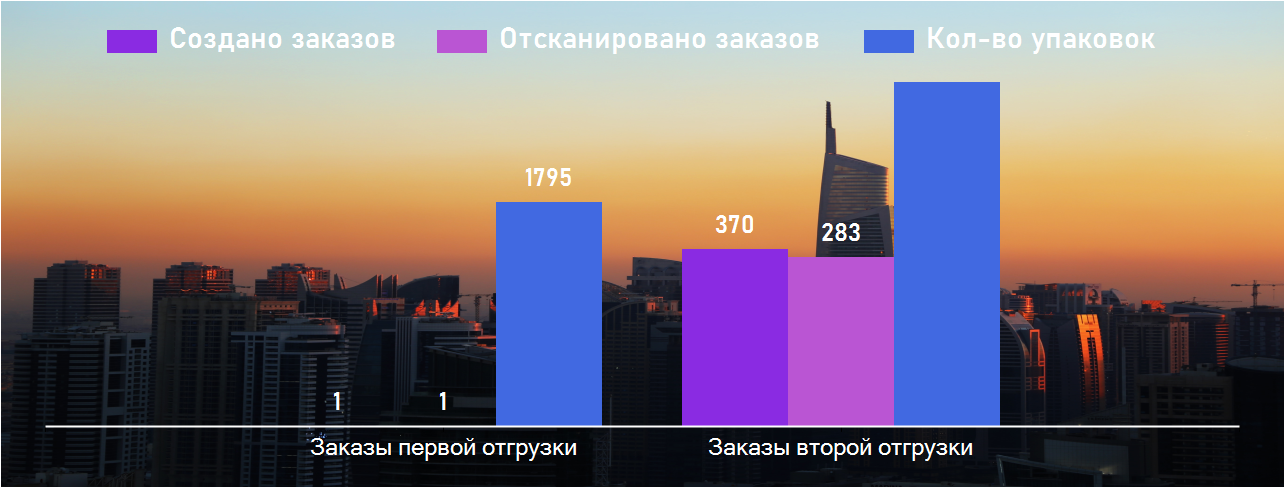 Создано заказов Отсканировано заказов Кол-во упаковок
1795
370
283
1 1
Заказы первой отгрузки Заказы второй отгрузки